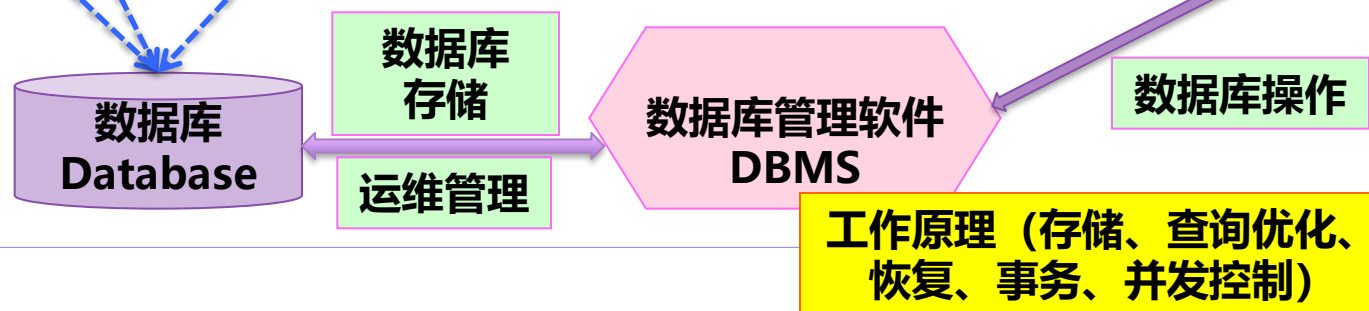 数据库
Database
数据库
存储
运维管理
数据库管理软件
DBMS
数据库操作
工作原理（存储、查询优化、
恢复、事务、并发控制）